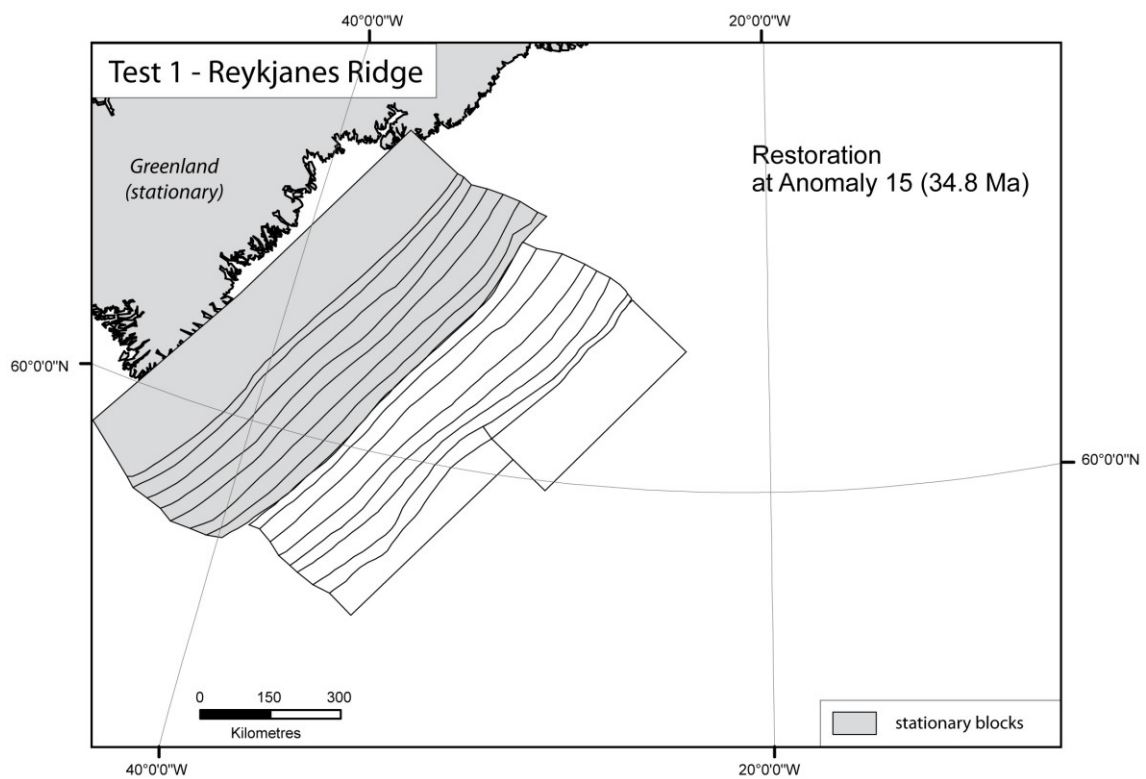 40°0'0"W
20°0'0"W
Test 1 - Reykjanes Ridge
Greenland
(stationary)
Restoration
at Anomaly 15 (34.8 Ma)
60°0'0"N
60°0'0"N
0 150 300
Kilometres
stationary blocks
40°0'0"W
20°0'0"W